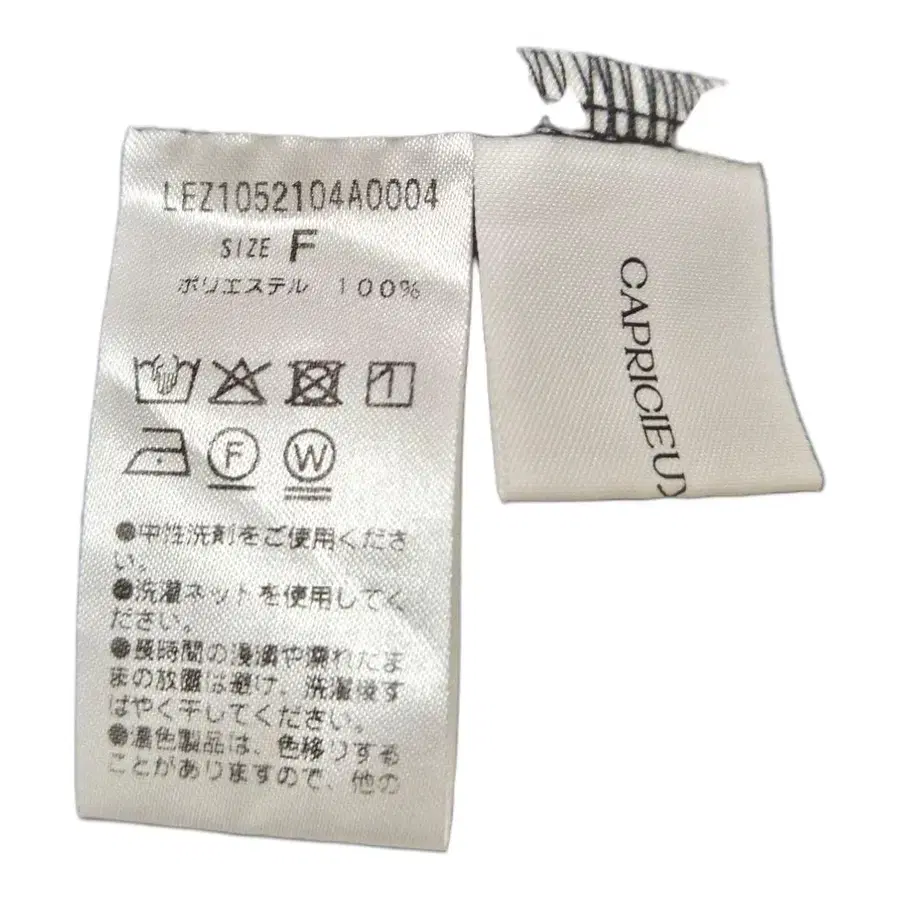 LEZ1052104A0004
SIZE F
ポリエステル 100%
F W
●中性洗剤をご使用くださ
い。
●洗濯ネットを使用してく
ださい。
●長時間の浸漬や濡れたま
まの放置は避け、洗濯後す
ばやく干してください。
●濃色製品は、色移りする
ことがありますので、他の
CAPRICIEUX